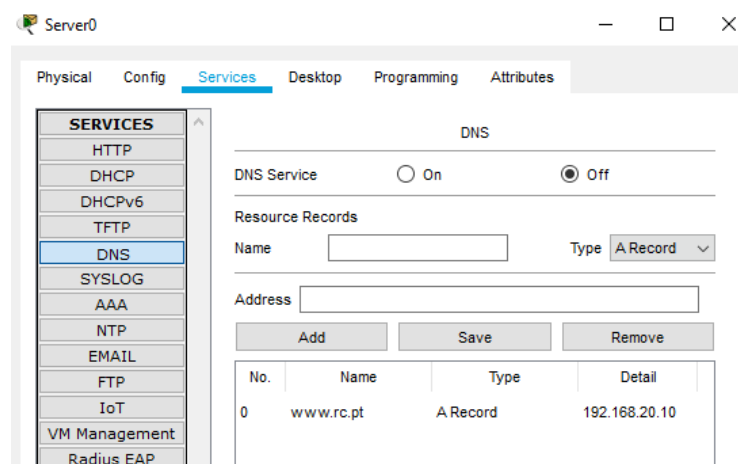 Server0
Physical Config Services Desktop Programming Attributes
SERVICES
HTTP
DHCP
DHCPv6
TFTP
DNS
SYSLOG
AAA
NTP
EMAIL
FTP
IoT
VM Management
Radius EAP
DNS
DNS Service On Off
Resource Records
Name Type A Record
Address
Add Save Remove
No. Name Type Detail
0 www.rc.pt A Record 192.168.20.10